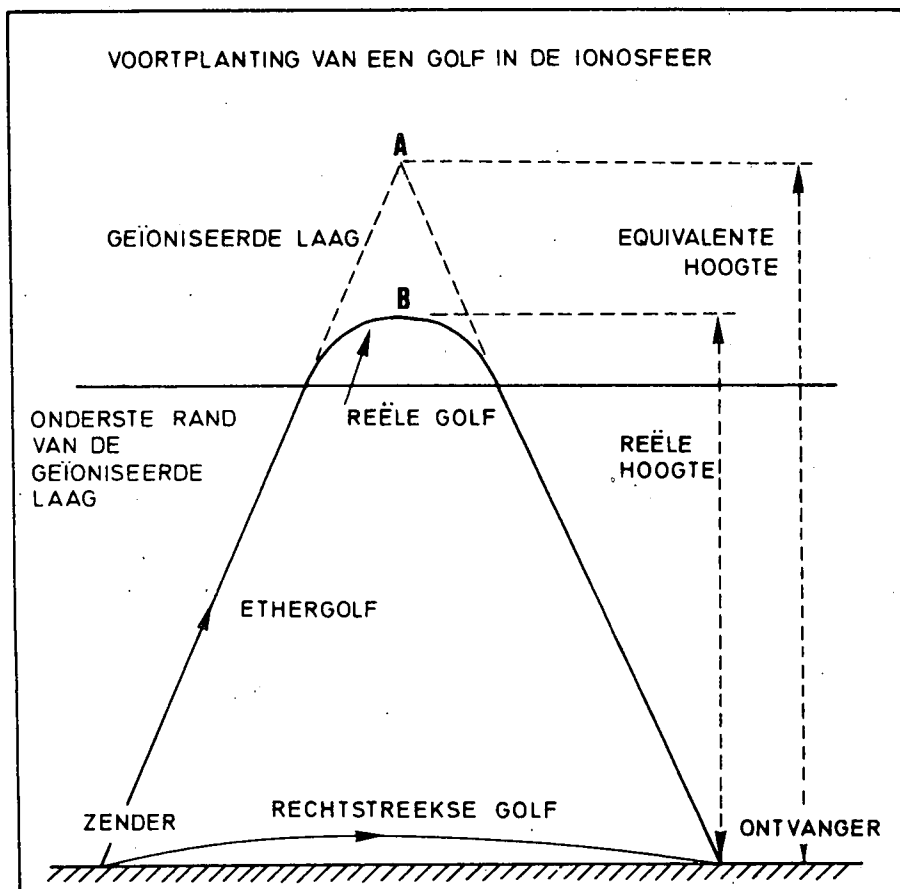 VOORTPLANTING VAN EEN GOLF IN DE IONOSFEER
A
GEÏONISEERDE LAAG
EQUIVALENTE
HOOGTE
B
REËLE GOLF
ONDERSTE RAND
VAN DE
GEÏONISEERDE
LAAG
REËLE
HOOGTE
ETHERGOLF
RECHTSTREEKSE GOLF
ZENDER
ONTVANGER